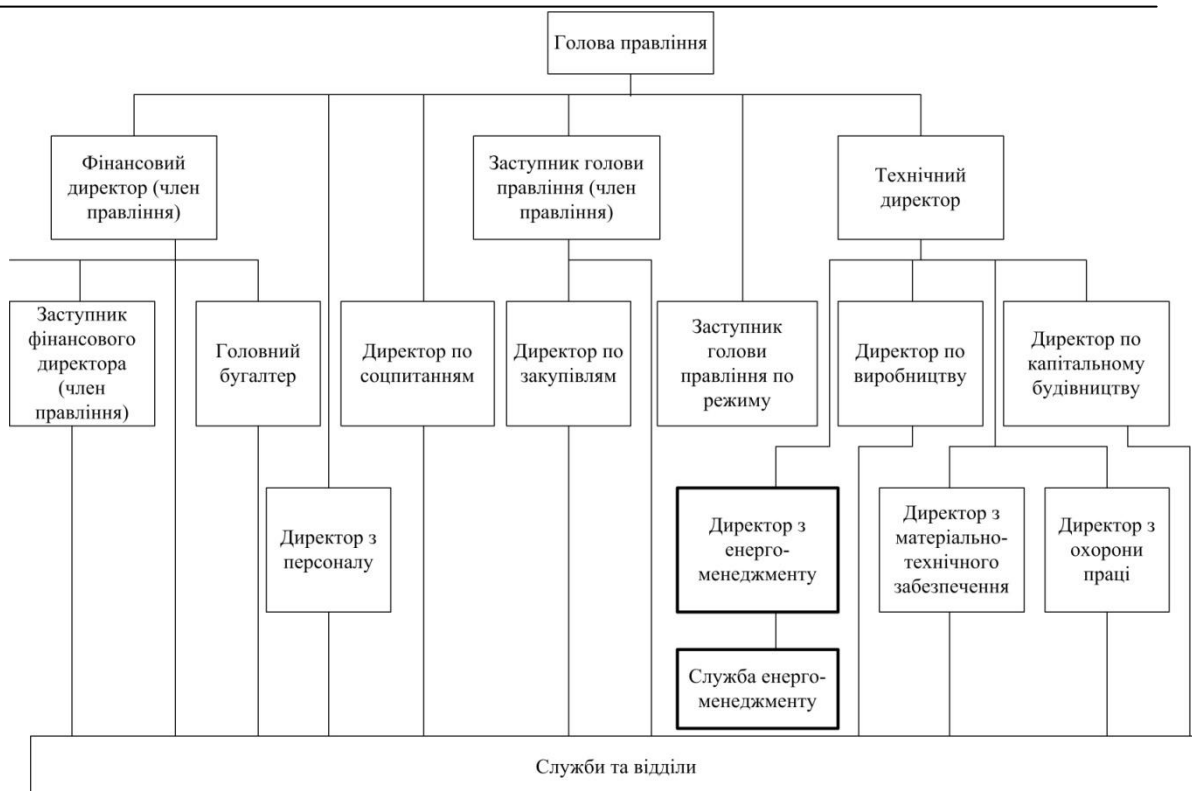 Голова правління
Фінансовий
директор (член
правління)
Заступник голови
правління (член
правління)
Технічний
директор
Заступник
фінансового
директора
(член
правління)
Головний
бугалтер
Директор по
соцпитанням
Директор по
закупівлям
Заступник
голови
правління по
режиму
Директор по
виробництву
Директор по
капітальному
будівництву
Директор з
персоналу
Директор з
енерго-
менеджменту
Директор з
матеріально-
технічного
забезпечення
Директор з
охорони
праці
Служба енерго-
менеджменту
Служби та відділи